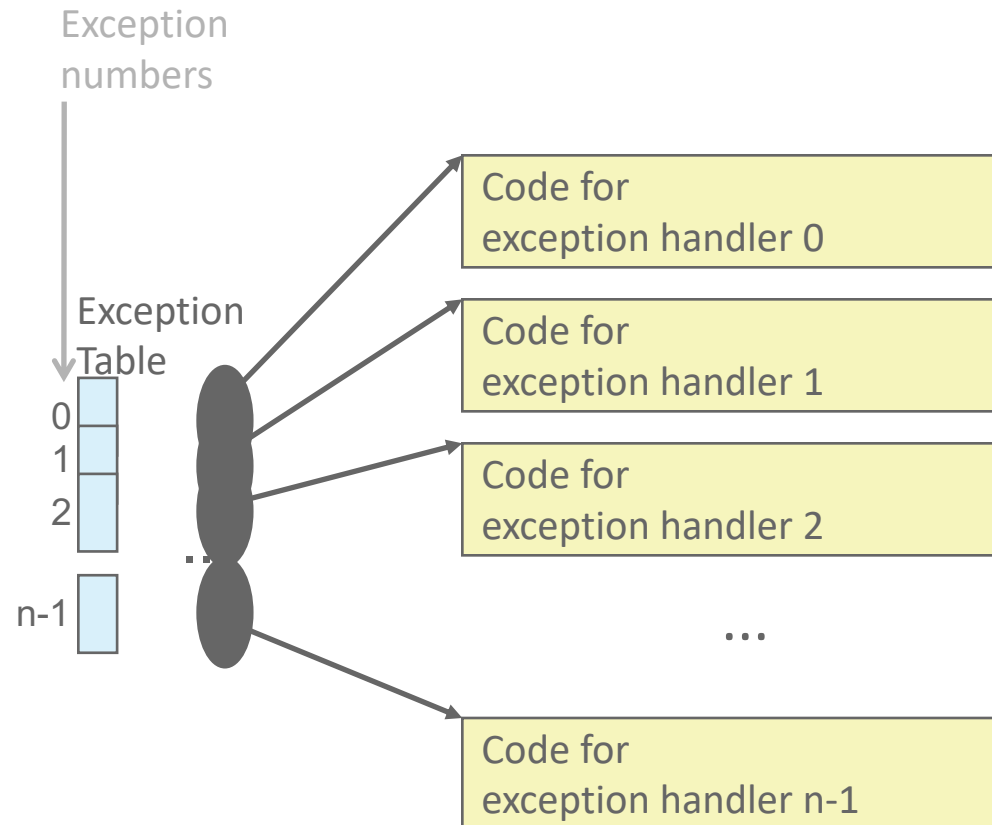 Exception
numbers
Code for
exception handler 0
Exception
Table
Code for
exception handler 1
0
1
2
Code for
exception handler 2
..
n-1
...
Code for
exception handler n-1